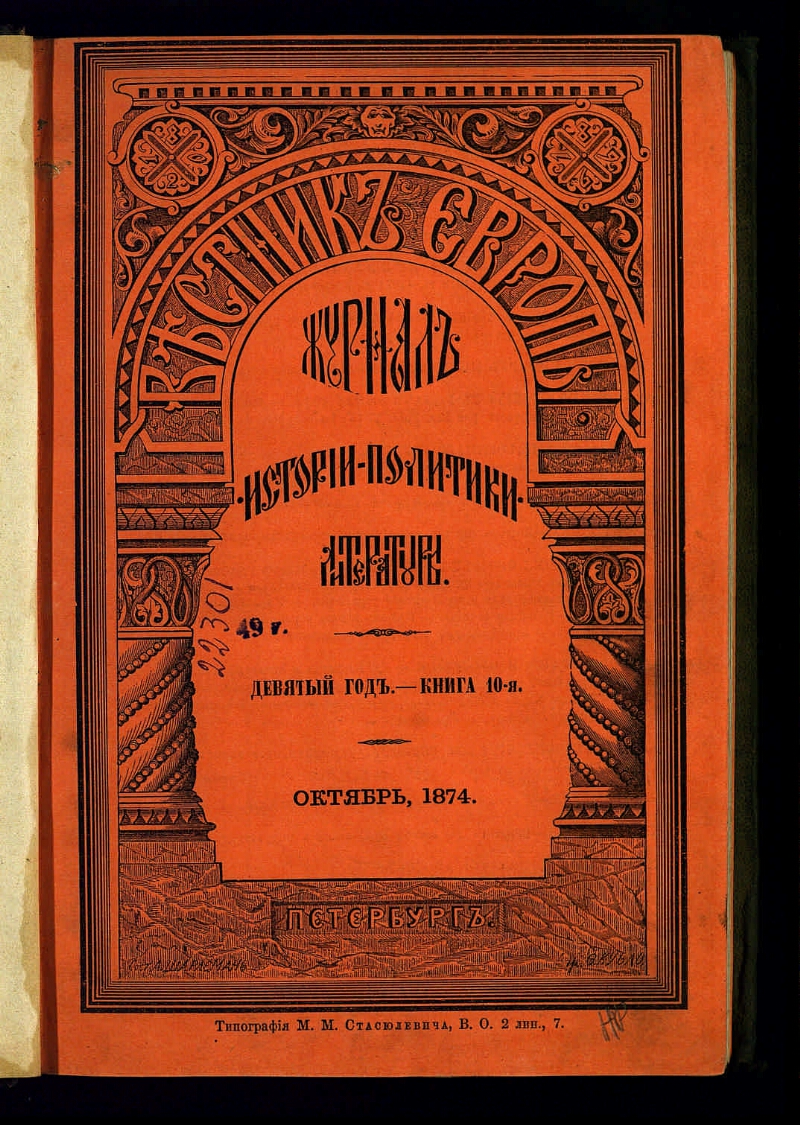 ВѢСТНИКЪ ЕВРОПЫ
ЖУРНАЛЪ
·ИСТОРІИ-ПОЛИТИКИ·
ЛИТЕРАТУРЫ.
22301
49 г.
ДЕВЯТЫЙ ГОДЪ.—КНИГА 10-я.
ОКТЯБРЬ, 1874.
ПЕТЕРБУРГЪ.
Типографія М. М. Стасюлевича, В. О. 2 лин., 7.